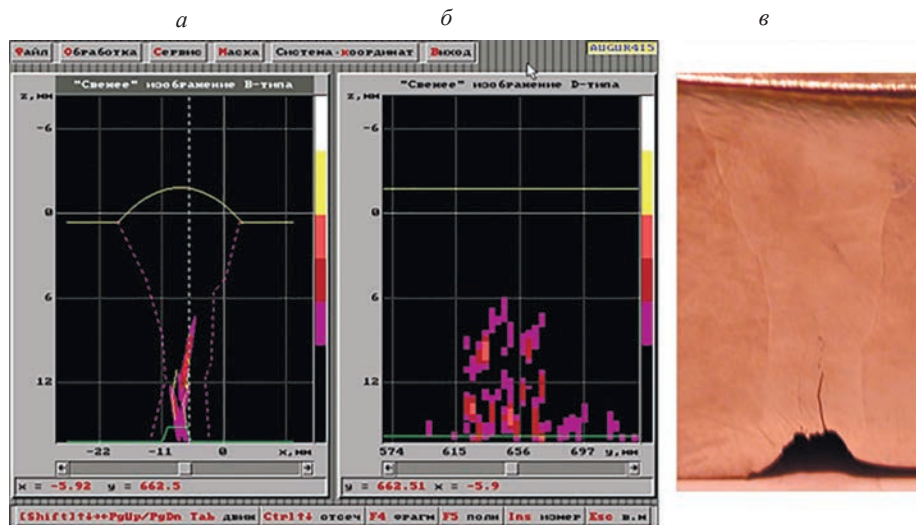 а б в
Файл Обработка Сервис Маска Система-координат Выход AUGUR415
"Свежее" изображение B-типа "Свежее" изображение D-типа
z,мм z,мм
-6 -6
0 0
6 6
12 12
-22 -11 0 x,мм 574 615 656 697 y,мм
x = -5.92 y = 662.5 y = 662.51 x = -5.9
[Shift]↑↓→←PgUp/PgDn Tab движ Ctrl↑↓ отсеч F4 фрагм F5 полн Ins номер Esc в.м